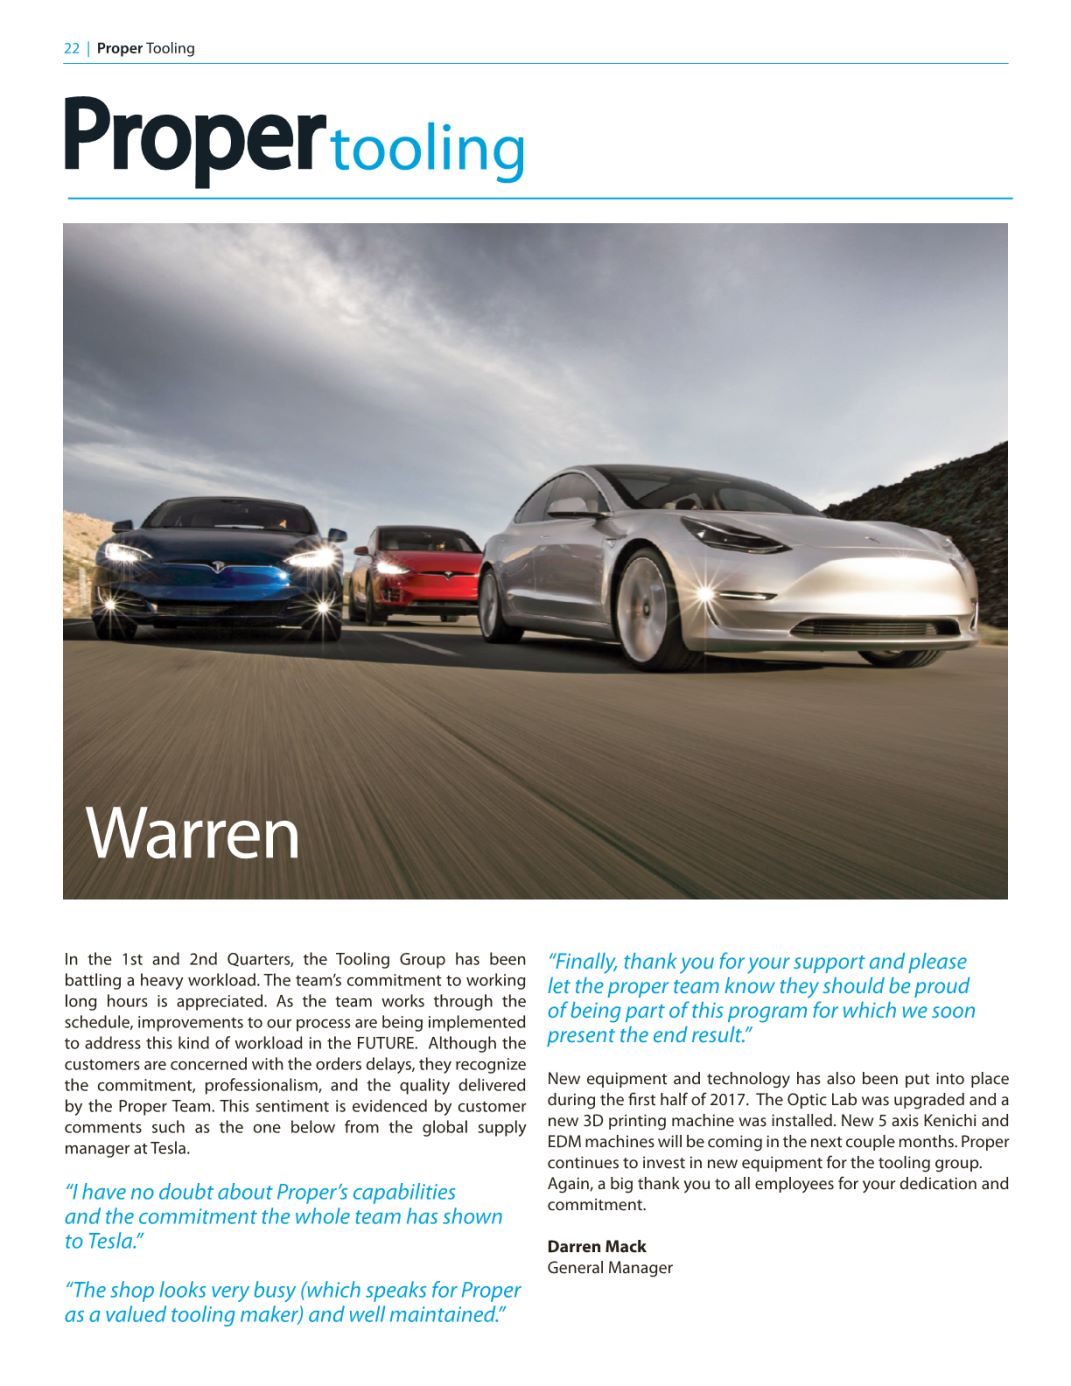 22 | Proper Tooling
Proper tooling
Warren
In the 1st and 2nd Quarters, the Tooling Group has been
battling a heavy workload. The team’s commitment to working
long hours is appreciated. As the team works through the
schedule, improvements to our process are being implemented
to address this kind of workload in the FUTURE.  Although the
customers are concerned with the orders delays, they recognize
the commitment, professionalism, and the quality delivered
by the Proper Team. This sentiment is evidenced by customer
comments such as the one below from the global supply
manager at Tesla.
“I have no doubt about Proper’s capabilities
and the commitment the whole team has shown
to Tesla.”
“The shop looks very busy (which speaks for Proper
as a valued tooling maker) and well maintained.”
“Finally, thank you for your support and please
let the proper team know they should be proud
of being part of this program for which we soon
present the end result.”
New equipment and technology has also been put into place
during the first half of 2017.  The Optic Lab was upgraded and a
new 3D printing machine was installed. New 5 axis Kenichi and
EDM machines will be coming in the next couple months. Proper
continues to invest in new equipment for the tooling group.
Again, a big thank you to all employees for your dedication and
commitment.
Darren Mack
General Manager